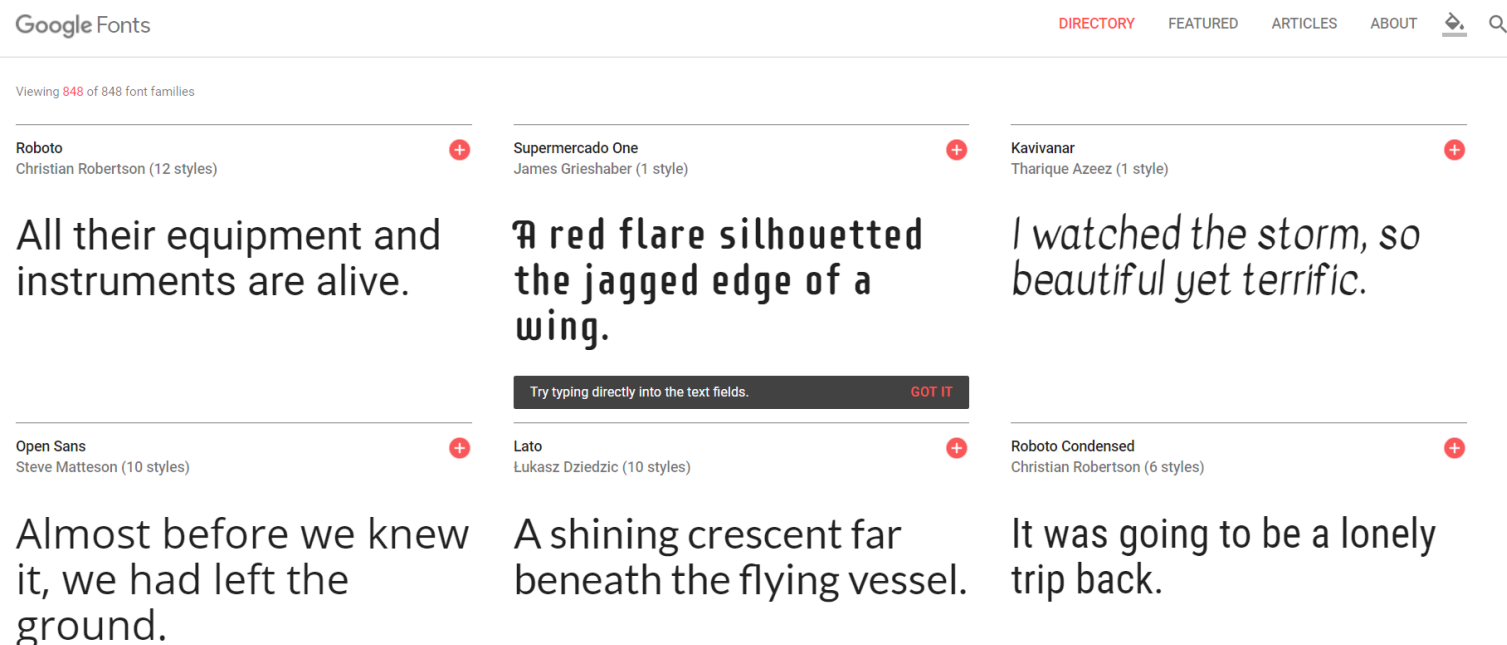 Google Fonts
DIRECTORY FEATURED ARTICLES ABOUT
Viewing 848 of 848 font families
Roboto
Christian Robertson (12 styles)
All their equipment and
instruments are alive.
Supermercado One
James Grieshaber (1 style)
A red flare silhouetted
the jagged edge of a
wing.
Try typing directly into the text fields. GOT IT
Kavivanar
Tharique Azeez (1 style)
I watched the storm, so
beautiful yet terrific.
Open Sans
Steve Matteson (10 styles)
Almost before we knew
it, we had left the
ground.
Lato
Łukasz Dziedzic (10 styles)
A shining crescent far
beneath the flying vessel.
Roboto Condensed
Christian Robertson (6 styles)
It was going to be a lonely
trip back.